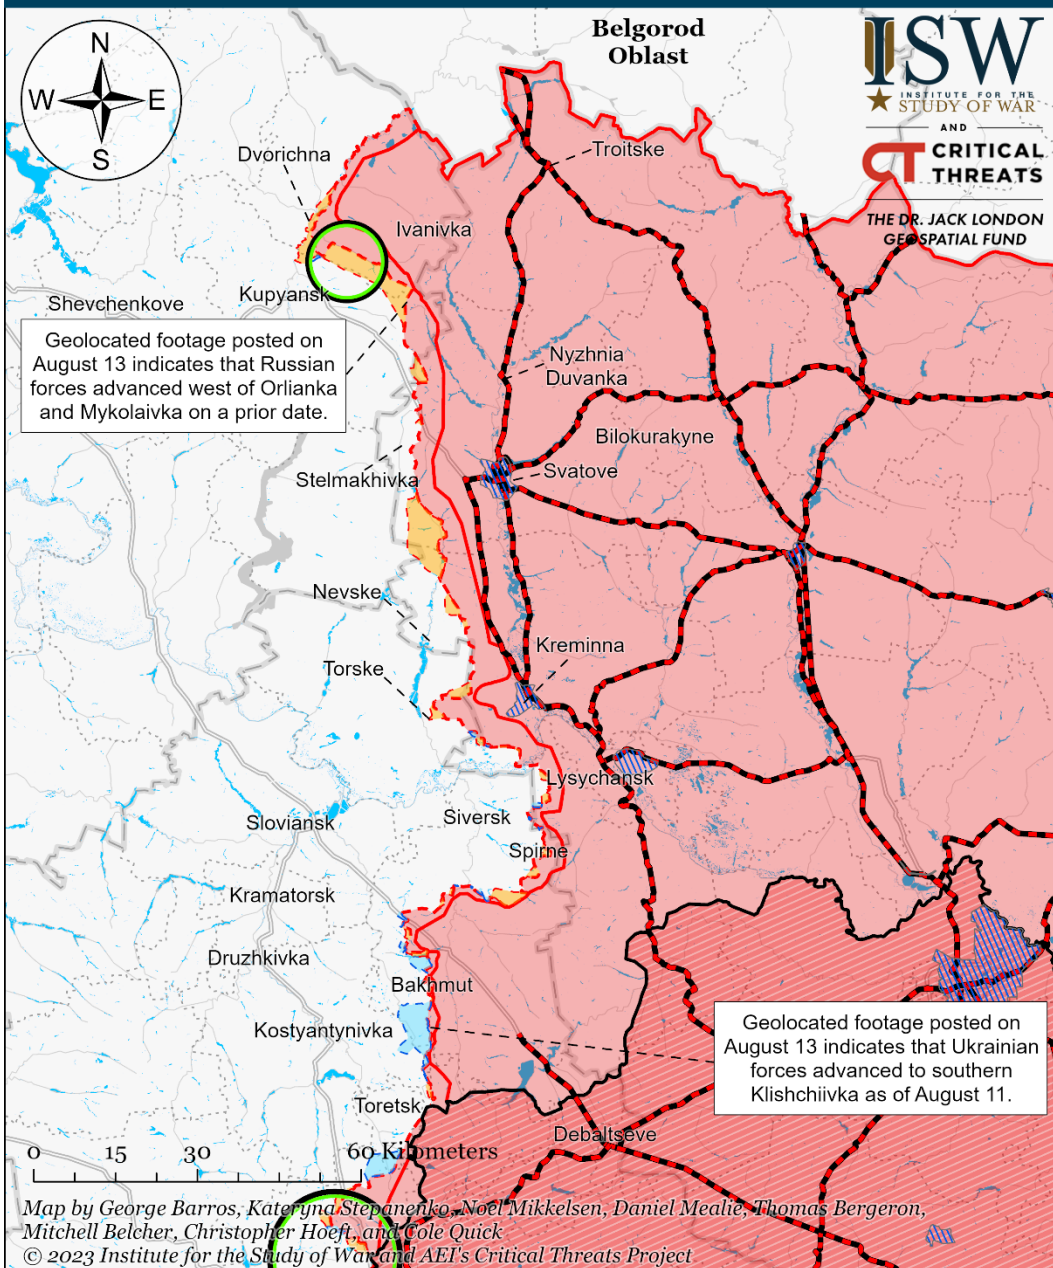 Belgorod
Oblast
ISW
INSTITUTE FOR THE
STUDY OF WAR
AND
CT CRITICAL
THREATS
THE DR. JACK LONDON
GEOSPATIAL FUND
N
W E
S
Dvorichna
Troitske
Ivanivka
Kupyansk
Shevchenkove
Geolocated footage posted on
August 13 indicates that Russian
forces advanced west of Orlianka
and Mykolaivka on a prior date.
Nyzhnia
Duvanka
Bilokurakyne
Svatove
Stelmakhivka
Nevske
Kreminna
Torske
Lysychansk
Siversk
Sloviansk
Spirne
Kramatorsk
Druzhkivka
Bakhmut
Kostyantynivka
Geolocated footage posted on
August 13 indicates that Ukrainian
forces advanced to southern
Klishchiivka as of August 11.
Toretsk
Debaltseve
0 15 30 60 Kilometers
Map by George Barros, Kateryna Stepanenko, Noel Mikkelsen, Daniel Mealie, Thomas Bergeron,
Mitchell Belcher, Christopher Hoeft, and Cole Quick
© 2023 Institute for the Study of War and AEI's Critical Threats Project